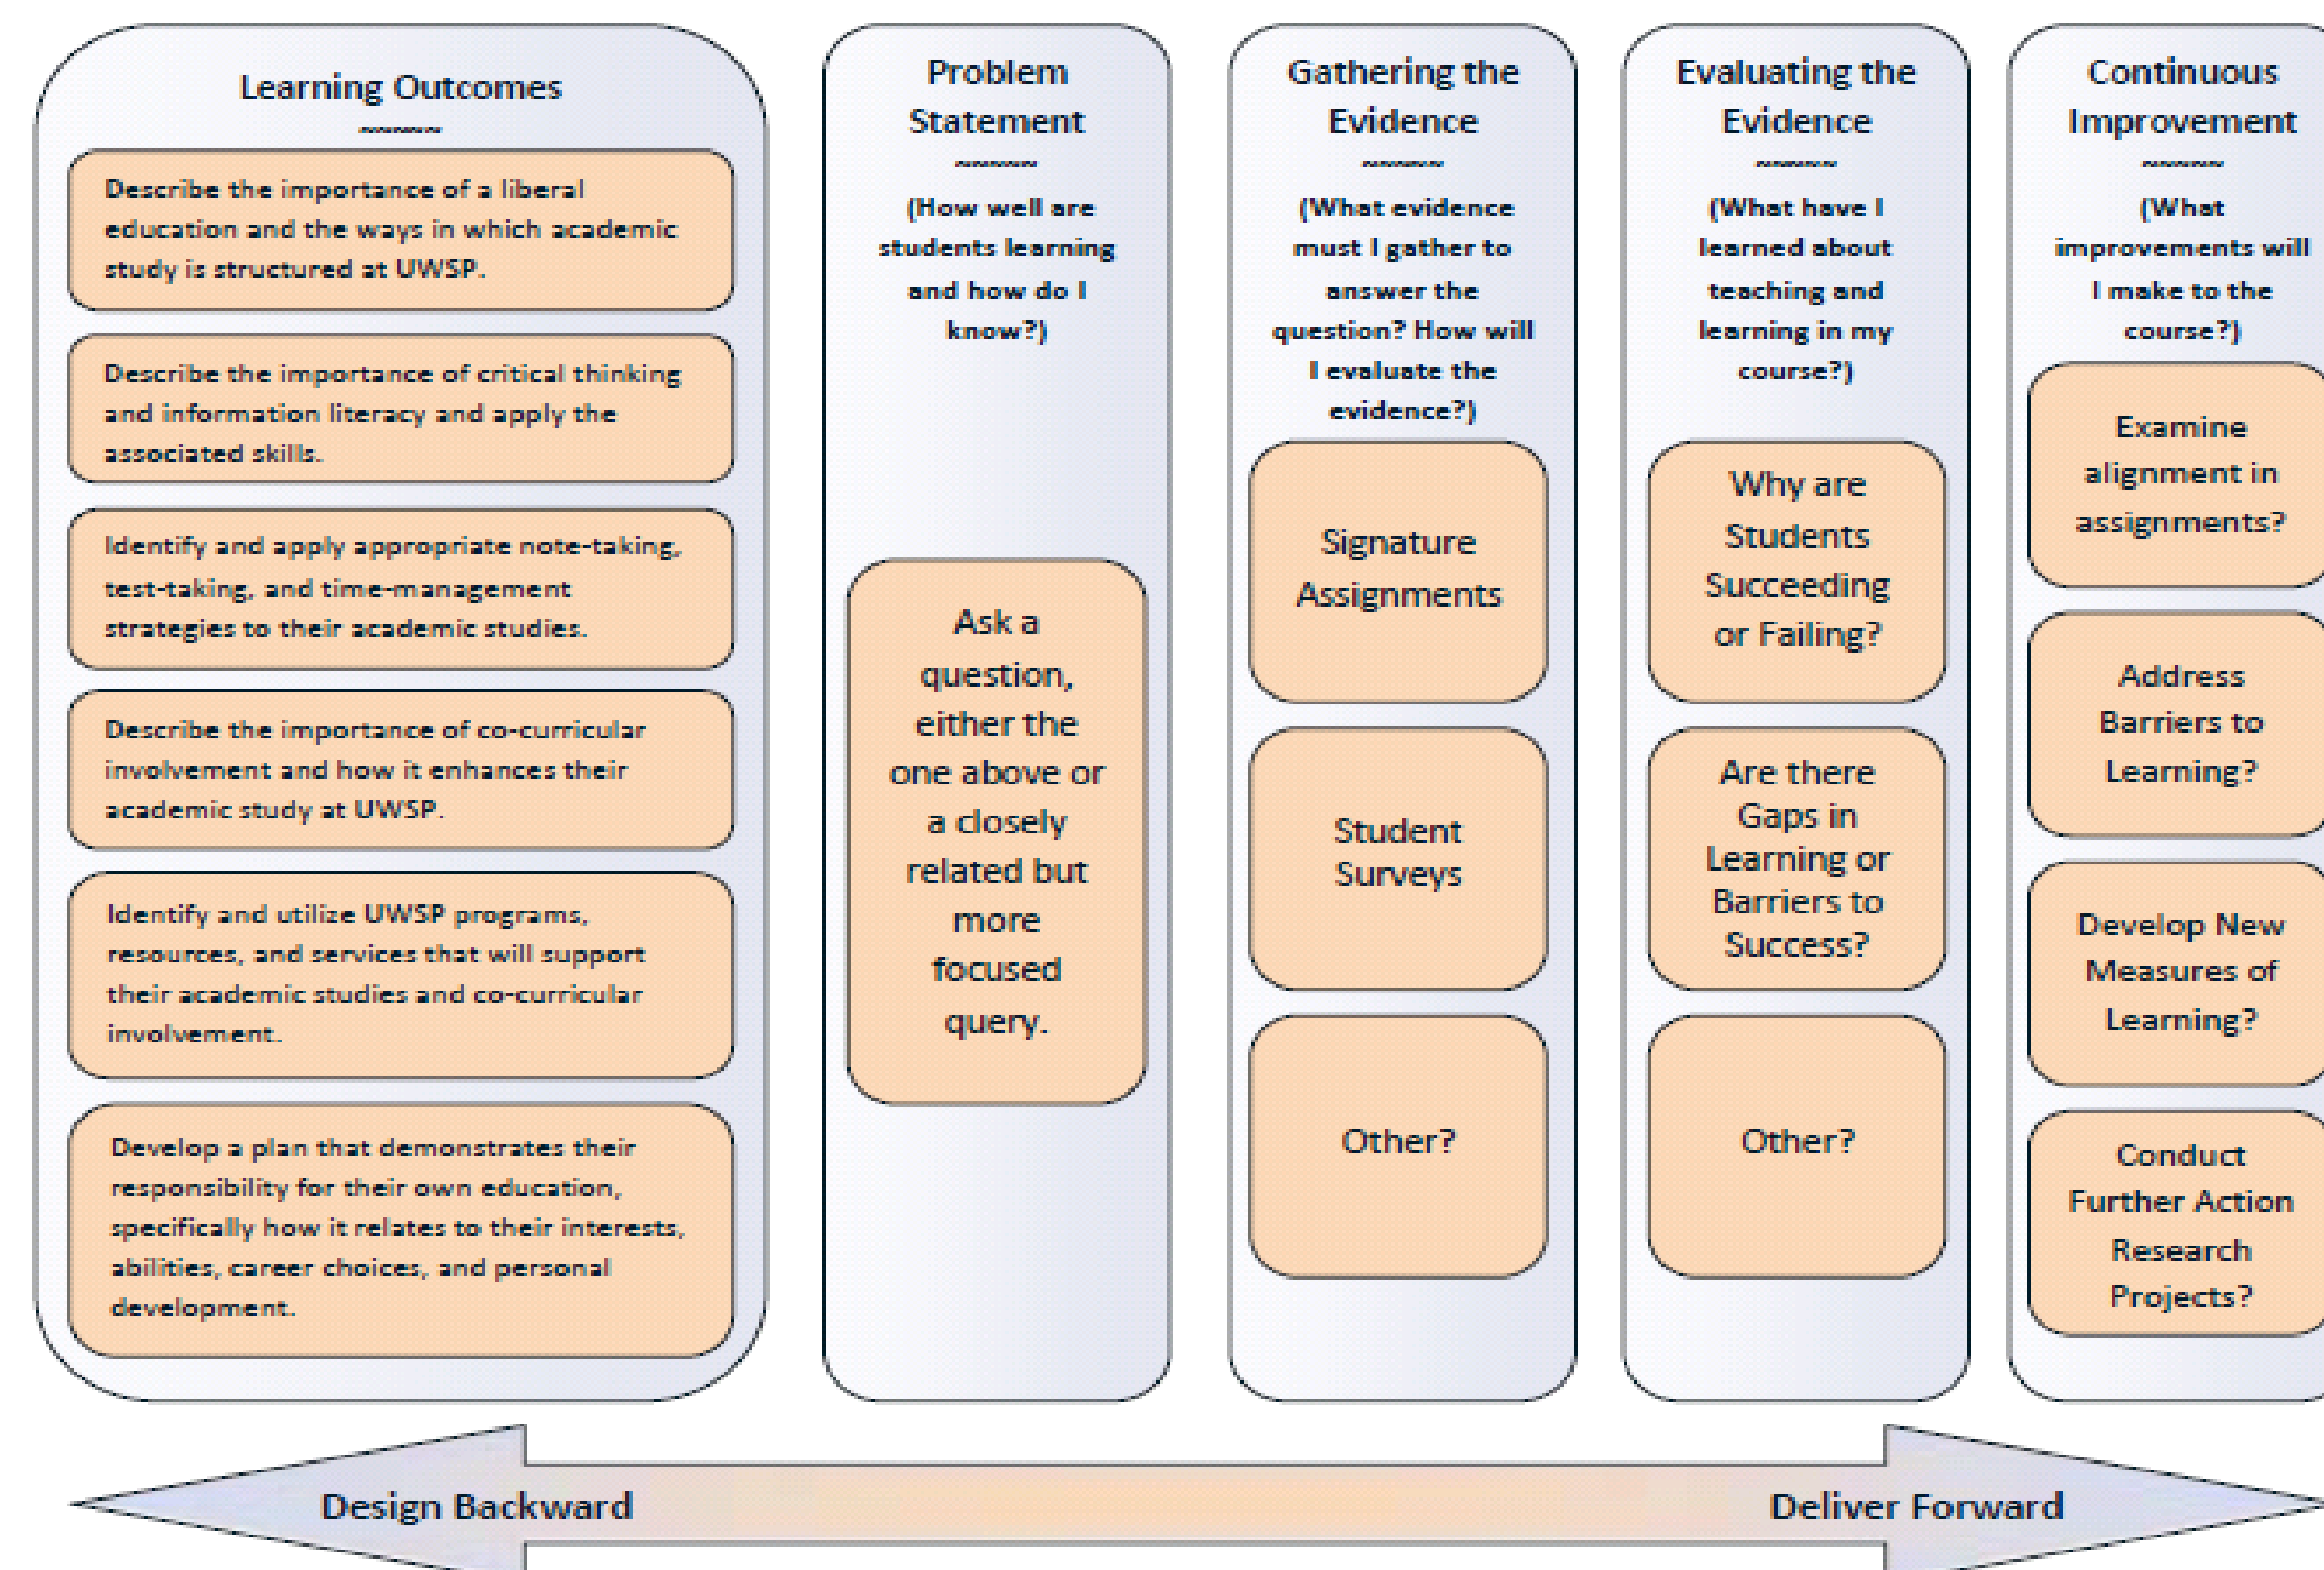 Learning Outcomes
~~~~~~
Describe the importance of a liberal
education and the ways in which academic
study is structured at UWSP.
Describe the importance of critical thinking
and information literacy and apply the
associated skills.
Identify and apply appropriate note-taking,
test-taking, and time-management
strategies to their academic studies.
Describe the importance of co-curricular
involvement and how it enhances their
academic study at UWSP.
Identify and utilize UWSP programs,
resources, and services that will support
their academic studies and co-curricular
involvement.
Develop a plan that demonstrates their
responsibility for their own education,
specifically how it relates to their interests,
abilities, career choices, and personal
development.
Problem
Statement
~~~~~~
(How well are
students learning
and how do I
know?)
Ask a
question,
either the
one above or
a closely
related but
more
focused
query.
Gathering the
Evidence
~~~~~~
(What evidence
must I gather to
answer the
question? How will
I evaluate the
evidence?)
Signature
Assignments
Student
Surveys
Other?
Evaluating the
Evidence
~~~~~~
(What have I
learned about
teaching and
learning in my
course?)
Why are
Students
Succeeding
or Failing?
Are there
Gaps in
Learning or
Barriers to
Success?
Other?
Continuous
Improvement
~~~~~~
(What
improvements will
I make to the
course?)
Examine
alignment in
assignments?
Address
Barriers to
Learning?
Develop New
Measures of
Learning?
Conduct
Further Action
Research
Projects?
Design Backward
Deliver Forward